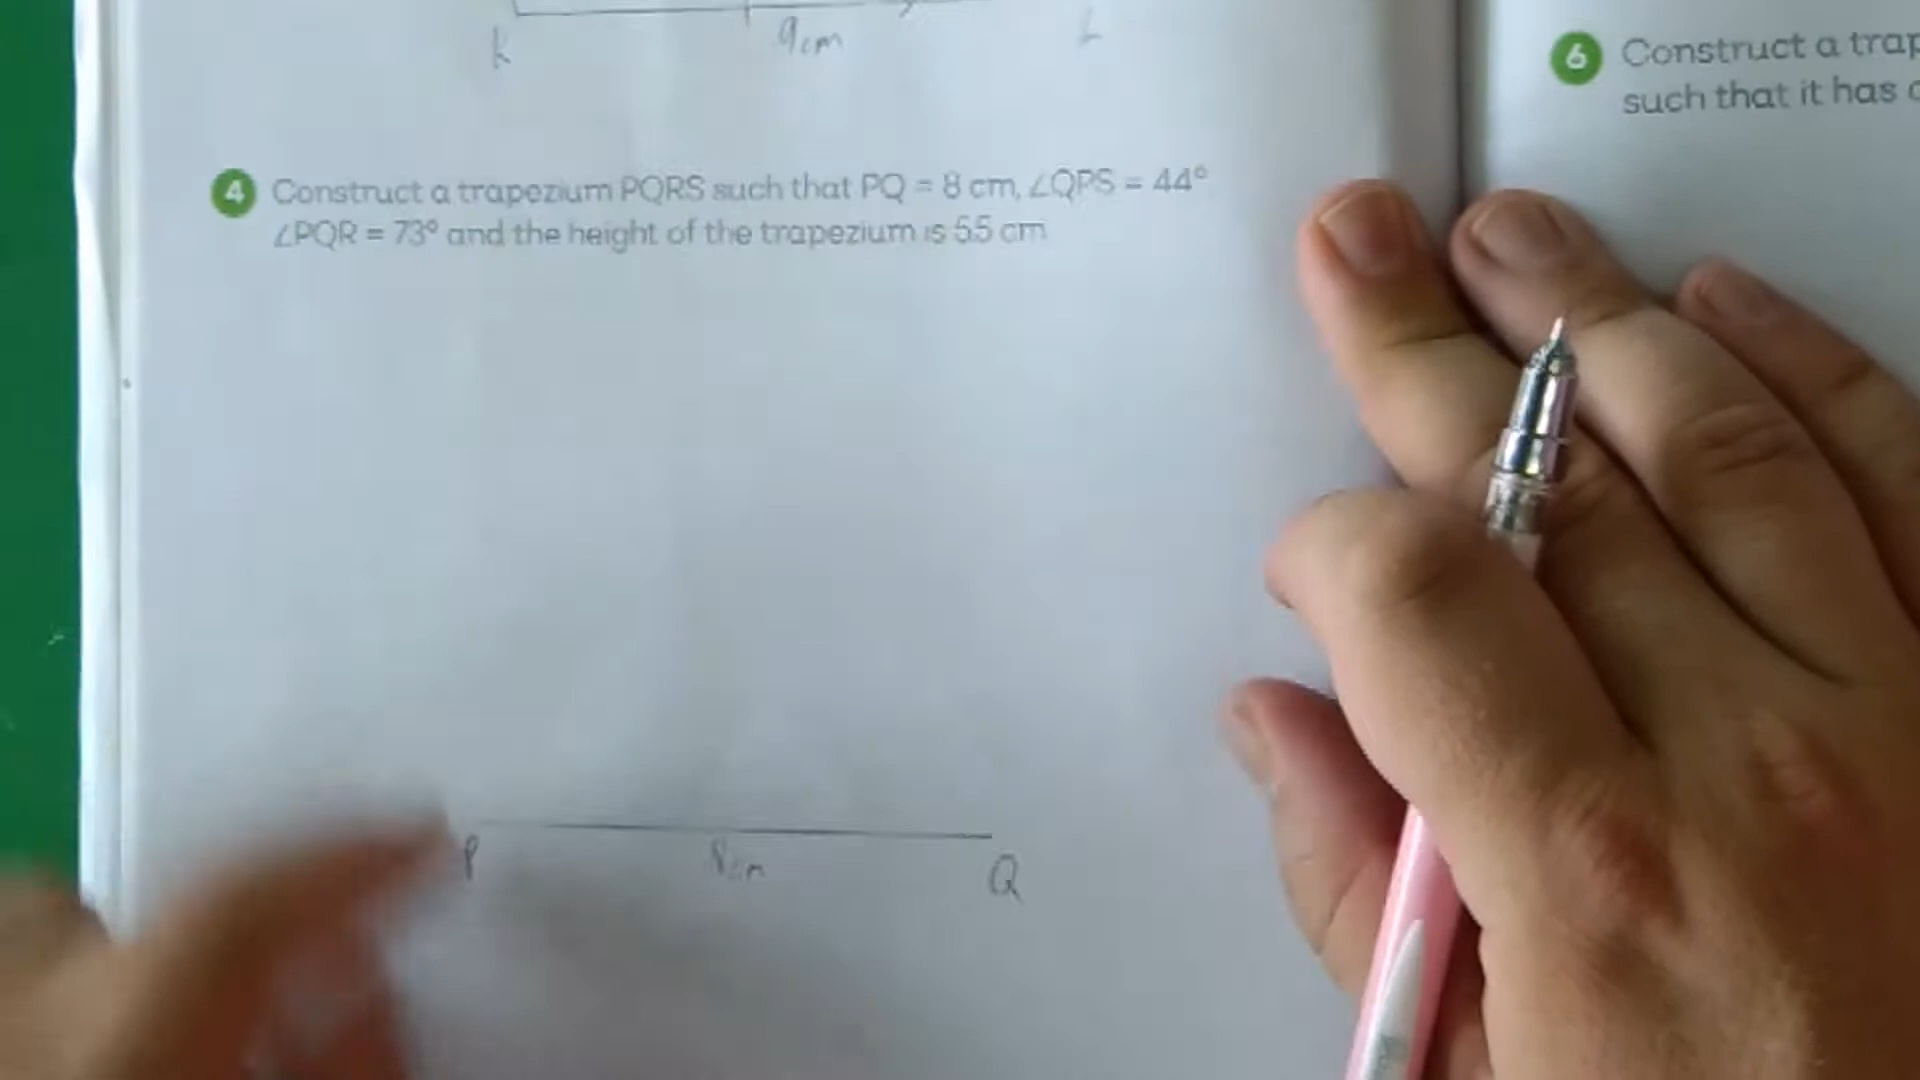 K 9cm L
4 Construct a trapezium PQRS such that PQ = 8 cm, ∠QPS = 44°
∠PQR = 73° and the height of the trapezium is 5.5 cm
P 8cm Q
6 Construct a trap
such that it has